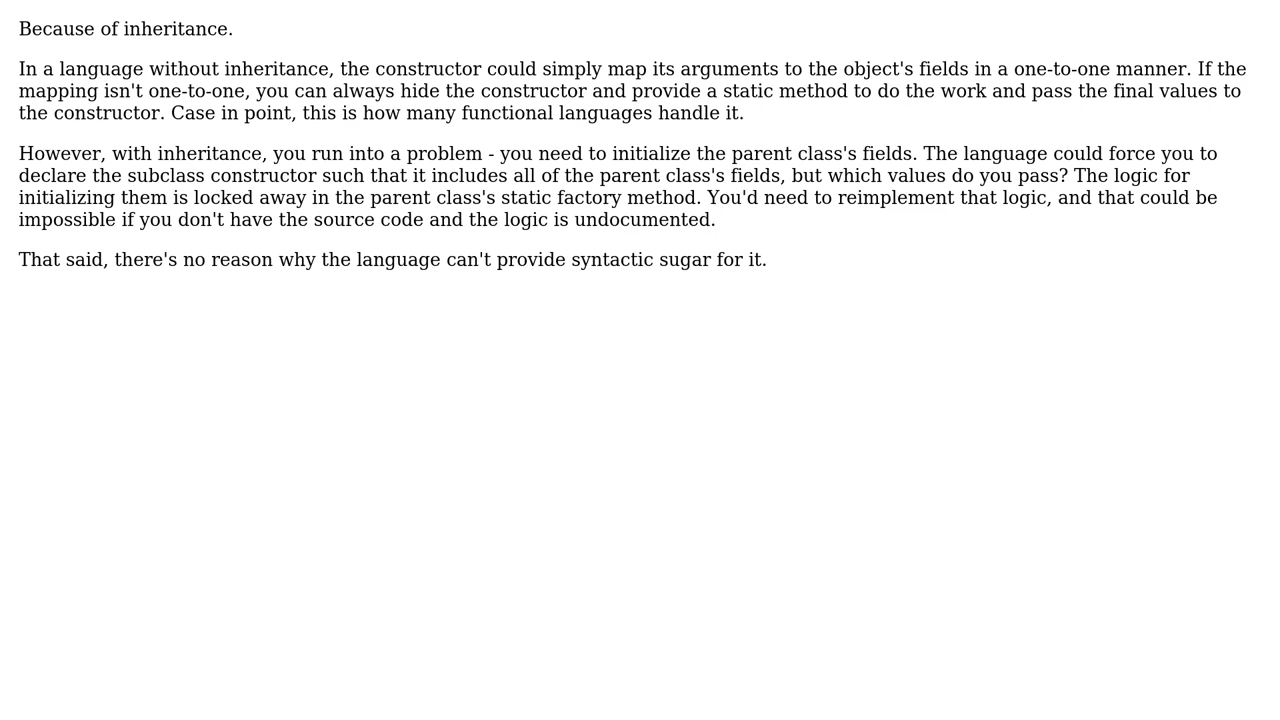 Because of inheritance.
In a language without inheritance, the constructor could simply map its arguments to the object's fields in a one-to-one manner. If the
mapping isn't one-to-one, you can always hide the constructor and provide a static method to do the work and pass the final values to
the constructor. Case in point, this is how many functional languages handle it.
However, with inheritance, you run into a problem - you need to initialize the parent class's fields. The language could force you to
declare the subclass constructor such that it includes all of the parent class's fields, but which values do you pass? The logic for
initializing them is locked away in the parent class's static factory method. You'd need to reimplement that logic, and that could be
impossible if you don't have the source code and the logic is undocumented.
That said, there's no reason why the language can't provide syntactic sugar for it.